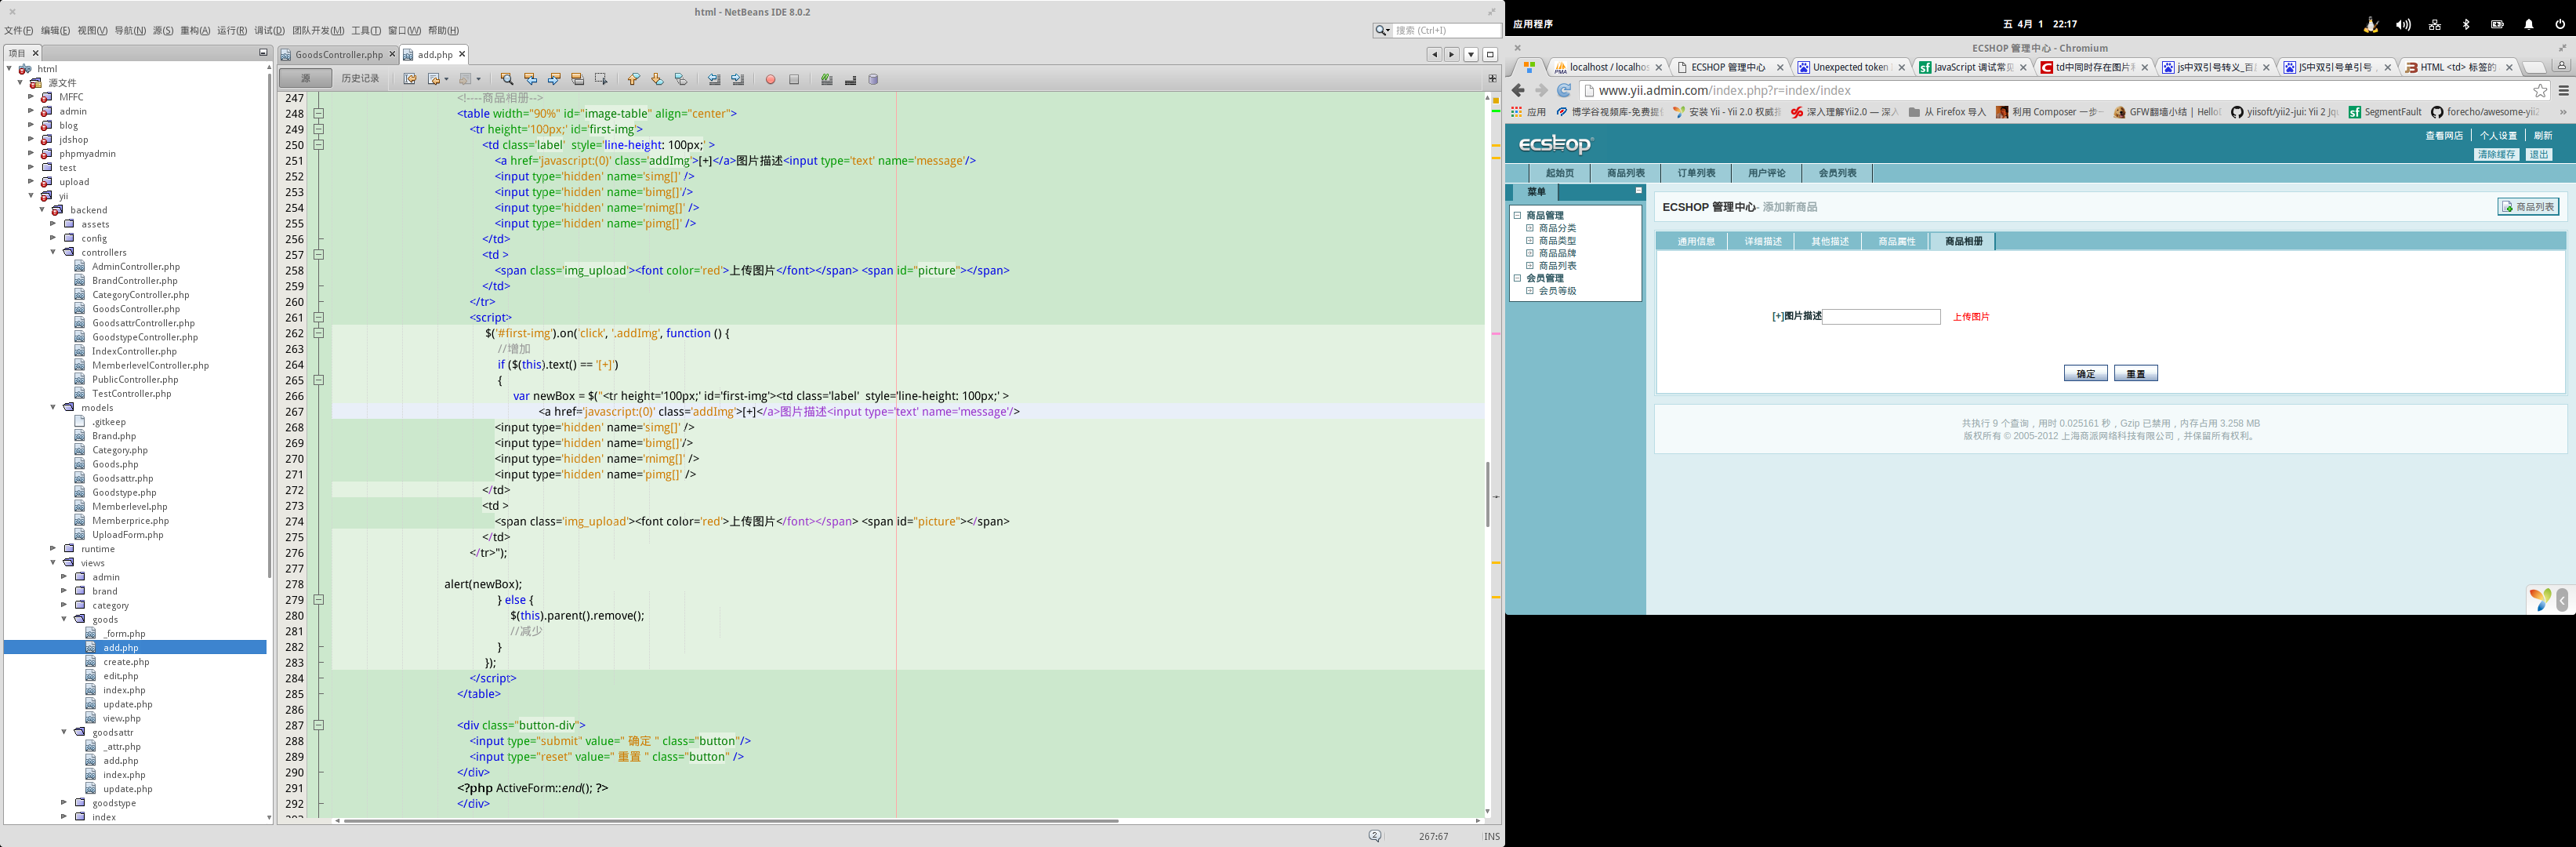 html - NetBeans IDE 8.0.2
文件(F) 编辑(E) 视图(V) 导航(N) 源(S) 重构(A) 运行(R) 调试(D) 团队开发(M) 工具(T) 窗口(W) 帮助(H)
搜索 (Ctrl+I)
项目
html
源文件
MFFC
admin
blog
jdshop
phpmyadmin
test
upload
yii
backend
assets
config
controllers
AdminController.php
BrandController.php
CategoryController.php
GoodsController.php
GoodsattrController.php
GoodstypeController.php
IndexController.php
MemberlevelController.php
PublicController.php
TestController.php
models
.gitkeep
Brand.php
Category.php
Goods.php
Goodsattr.php
Goodstype.php
Memberlevel.php
Memberprice.php
UploadForm.php
runtime
views
admin
brand
category
goods
_form.php
add.php
create.php
edit.php
index.php
update.php
view.php
goodsattr
_attr.php
add.php
index.php
update.php
goodstype
index
GoodsController.php
add.php
源 历史记录
247 <!----商品相册-->
248 <table width="90%" id="image-table" align="center">
249 <tr height='100px;' id='first-img'>
250 <td class='label'  style='line-height: 100px;' >
251 <a href='javascript:(0)' class='addImg'>[+]</a>图片描述<input type='text' name='message'/>
252 <input type='hidden' name='simg[]' />
253 <input type='hidden' name='bimg[]'/>
254 <input type='hidden' name='mimg[]' />
255 <input type='hidden' name='pimg[]' />
256 </td>
257 <td >
258 <span class='img_upload'><font color='red'>上传图片</font></span> <span id="picture"></span>
259 </td>
260 </tr>
261 <script>
262 $('#first-img').on('click', '.addImg', function () {
263 //增加
264 if ($(this).text() == '[+]')
265 {
266 var newBox = $("<tr height='100px;' id='first-img'><td class='label'  style='line-height: 100px;' >
267 <a href='javascript:(0)' class='addImg'>[+]</a>图片描述<input type='text' name='message'/>
268 <input type='hidden' name='simg[]' />
269 <input type='hidden' name='bimg[]'/>
270 <input type='hidden' name='mimg[]' />
271 <input type='hidden' name='pimg[]' />
272 </td>
273 <td >
274 <span class='img_upload'><font color='red'>上传图片</font></span> <span id="picture"></span>
275 </td>
276 </tr>");
277
278 alert(newBox);
279 } else {
280 $(this).parent().remove();
281 //减少
282 }
283 });
284 </script>
285 </table>
286
287 <div class="button-div">
288 <input type="submit" value=" 确定 " class="button"/>
289 <input type="reset" value=" 重置 " class="button" />
290 </div>
291 <?php ActiveForm::end(); ?>
292 </div>
2
267:67 INS
应用程序
五 4月 1 22:17
ECSHOP 管理中心 - Chromium
localhost / localhos
ECSHOP 管理中心
Unexpected token
JavaScript 调试常见
td中同时存在图片和
js中双引号转义_百
JS中双引号单引号
HTML <td> 标签的
www.yii.admin.com/index.php?r=index/index
应用
博学谷视频库-免费
安装 Yii - Yii 2.0 权威
深入理解Yii2.0 — 深入
从 Firefox 导入
利用 Composer 一步一
GFW翻墙小结 | Hello
yiisoft/yii2-jui: Yii 2 Jq
SegmentFault
forecho/awesome-yii2
ecshop
查看网店 | 个人设置 | 刷新
清除缓存 退出
起始页 商品列表 订单列表 用户评论 会员列表
菜单
商品管理
商品分类
商品类型
商品品牌
商品列表
会员管理
会员等级
ECSHOP 管理中心- 添加新商品
商品列表
通用信息 详细描述 其他描述 商品属性 商品相册
[+]图片描述 上传图片
确定 重置
共执行 9 个查询，用时 0.025161 秒，Gzip 已禁用，内存占用 3.258 MB
版权所有 © 2005-2012 上海商派网络科技有限公司，并保留所有权利。